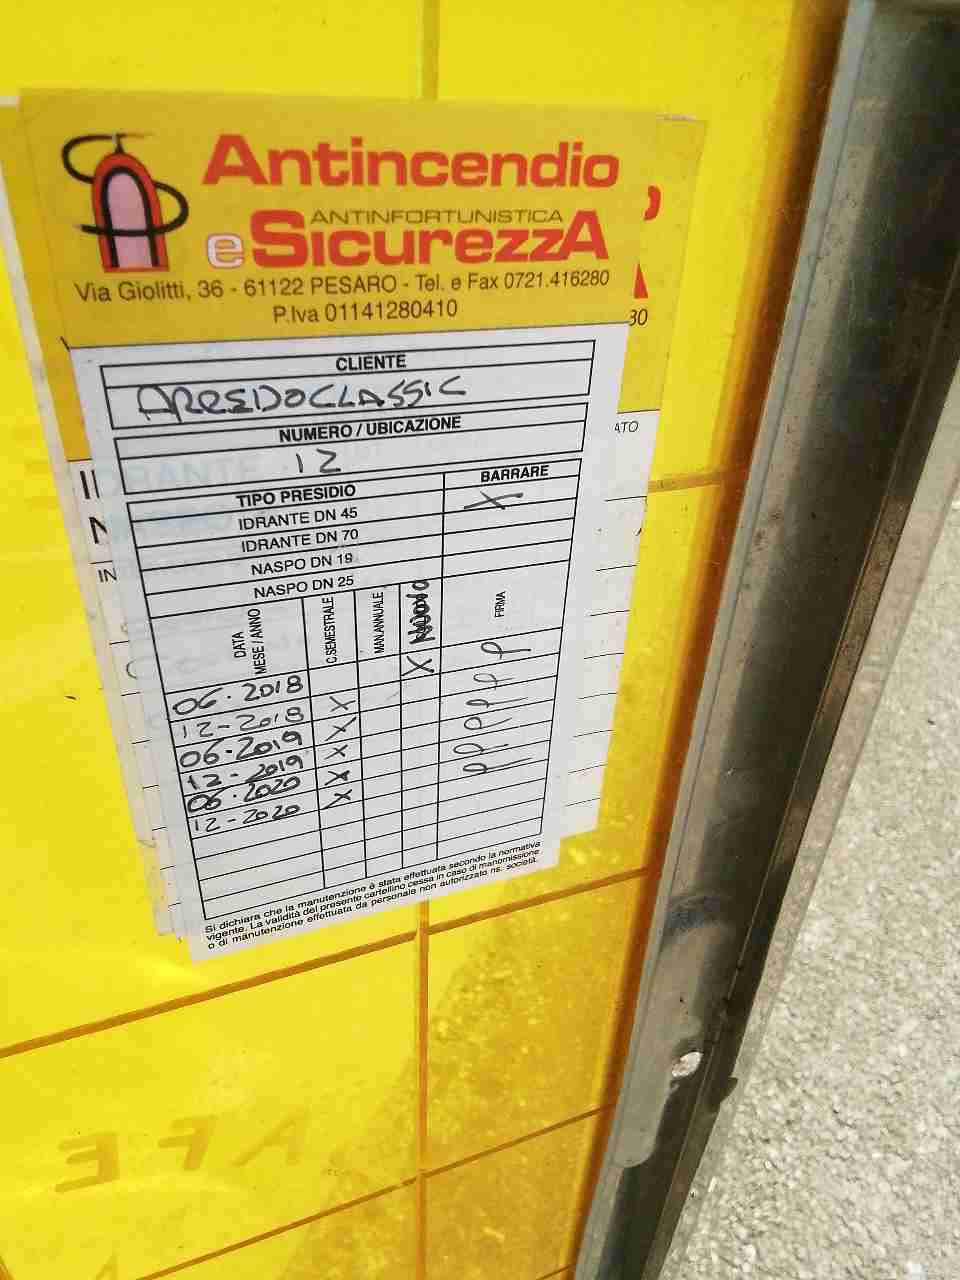 Antincendio
ANTINFORTUNISTICA
e SicurezzA
Via Giolitti, 36 - 61122 PESARO - Tel. e Fax 0721.416280
P.Iva 01141280410
CLIENTE
ARREDOCLASSIC
NUMERO / UBICAZIONE
12
TIPO PRESIDIO BARRARE
IDRANTE DN 45 X
IDRANTE DN 70
NASPO DN 19
NASPO DN 25
DATA MESE / ANNO C.SEMESTRALE MAN.ANNUALE NUOVO FIRMA
06.2018 X
12-2018 X
06-2019 X
12-2019 X
06.2020 X
12-2020 X
Si dichiara che la manutenzione è stata effettuata secondo la normativa
vigente. La validità del presente cartellino cessa in caso di manomissione
o di manutenzione effettuata da personale non autorizzato ns. società.